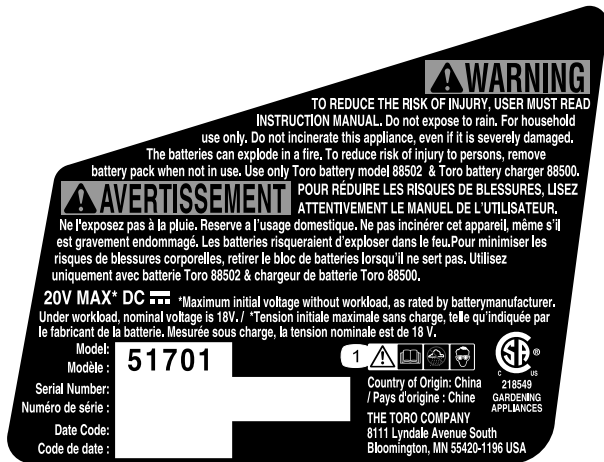 WARNING
TO REDUCE THE RISK OF INJURY, USER MUST READ
INSTRUCTION MANUAL. Do not expose to rain. For household
use only. Do not incinerate this appliance, even if it is severely damaged.
The batteries can explode in a fire. To reduce risk of injury to persons, remove
battery pack when not in use. Use only Toro battery model 88502 & Toro battery charger 88500.
AVERTISSEMENT
POUR RÉDUIRE LES RISQUES DE BLESSURES, LISEZ
ATTENTIVEMENT LE MANUEL DE L'UTILISATEUR.
Ne l'exposez pas à la pluie. Reserve a l'usage domestique. Ne pas incinérer cet appareil, même s'il
est gravement endommagé. Les batteries risqueraient d'exploser dans le feu.Pour minimiser les
risques de blessures corporelles, retirer le bloc de batteries lorsqu'il ne sert pas. Utilisez
uniquement avec batterie Toro 88502 & chargeur de batterie Toro 88500.
20V MAX* DC *Maximum initial voltage without workload, as rated by batterymanufacturer.
Under workload, nominal voltage is 18V. / *Tension initiale maximale sans charge, telle qu'indiquée par
le fabricant de la batterie. Mesurée sous charge, la tension nominale est de 18 V.
Model:
Modèle :
51701
Serial Number:
Numéro de série :
Date Code:
Code de date :
1
Country of Origin: China
/ Pays d'origine : Chine
THE TORO COMPANY
8111 Lyndale Avenue South
Bloomington, MN 55420-1196 USA
SA ®
C US
218549
GARDENING
APPLIANCES